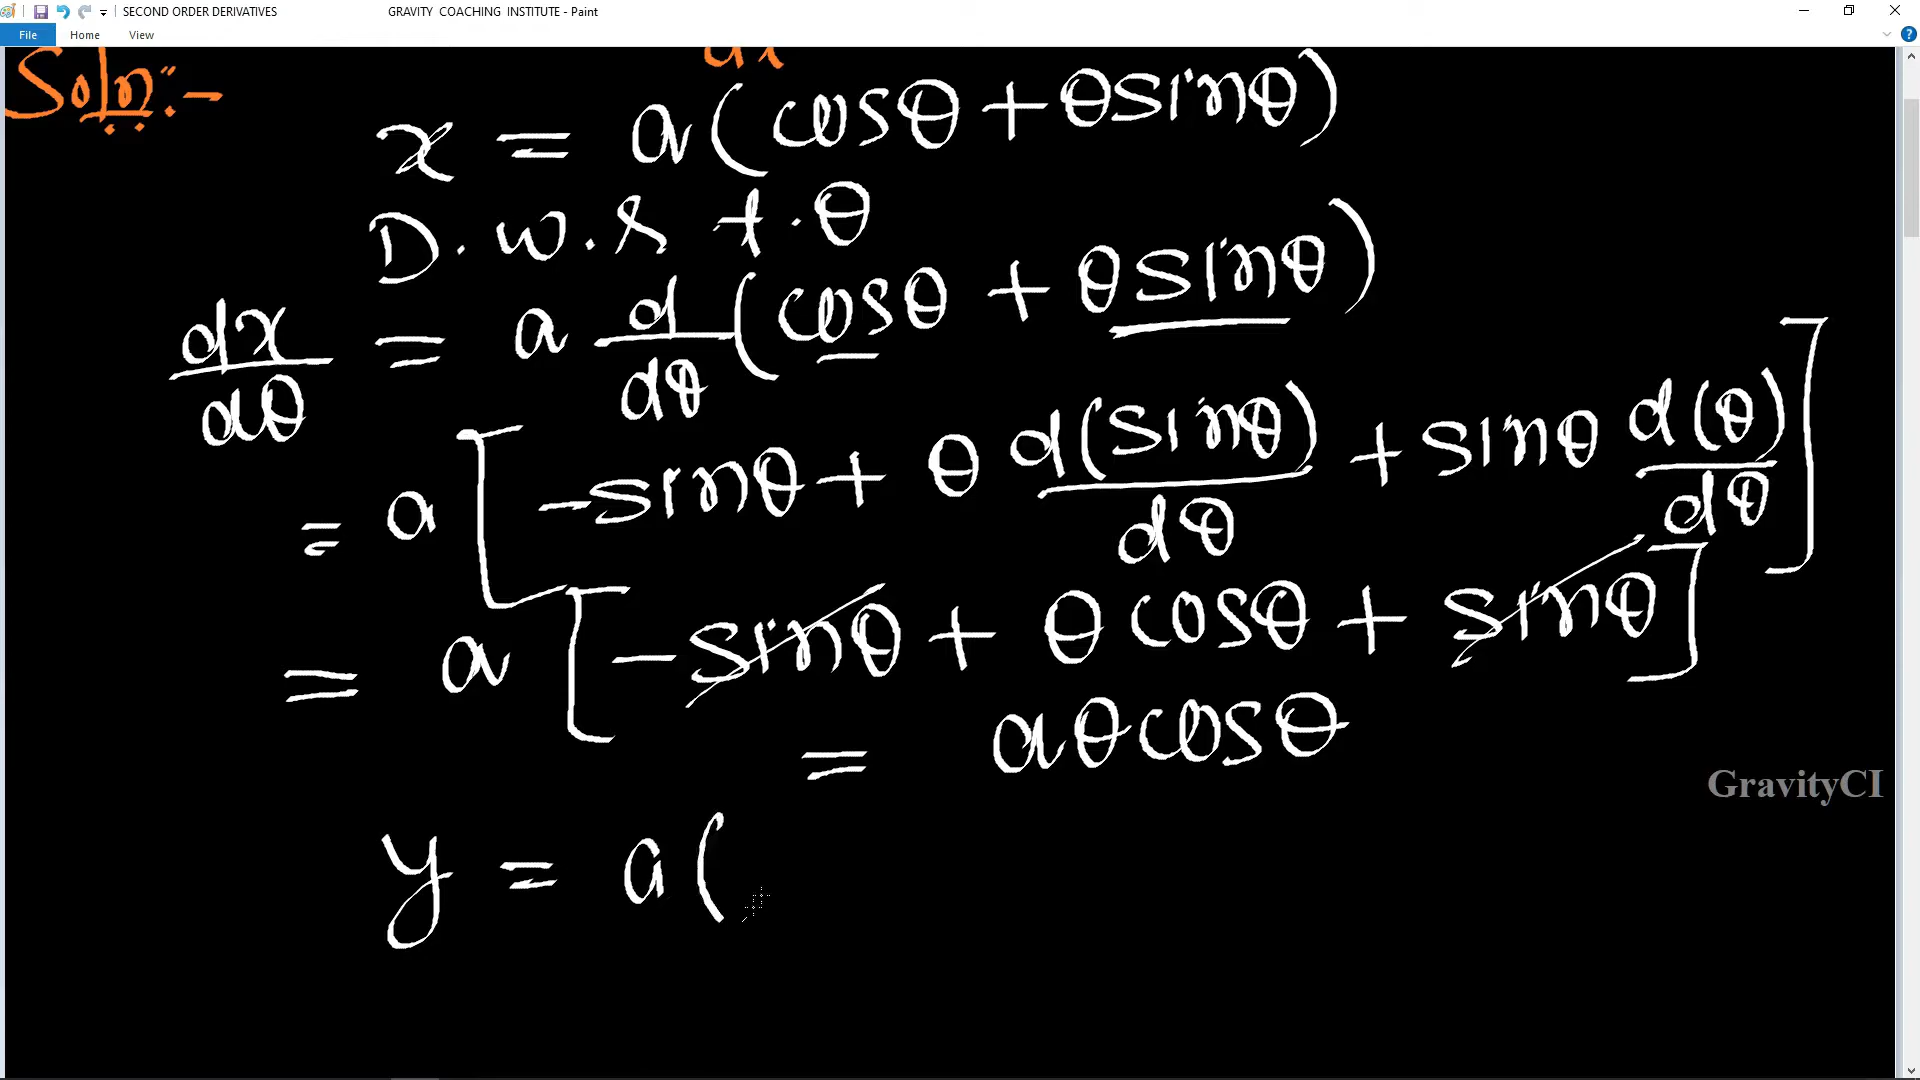 SECOND ORDER DERIVATIVES GRAVITY COACHING INSTITUTE - Paint
File Home View
Soln:-
x = a(cosθ + θsinθ)
D.w.r t.θ
dx/dθ = a d/dθ (cosθ + θsinθ)
= a [-sinθ + θ d(sinθ)/dθ + sinθ d(θ)/dθ]
= a [-sinθ + θ cosθ + sinθ]
= aθcosθ
GravityCI
y = a(